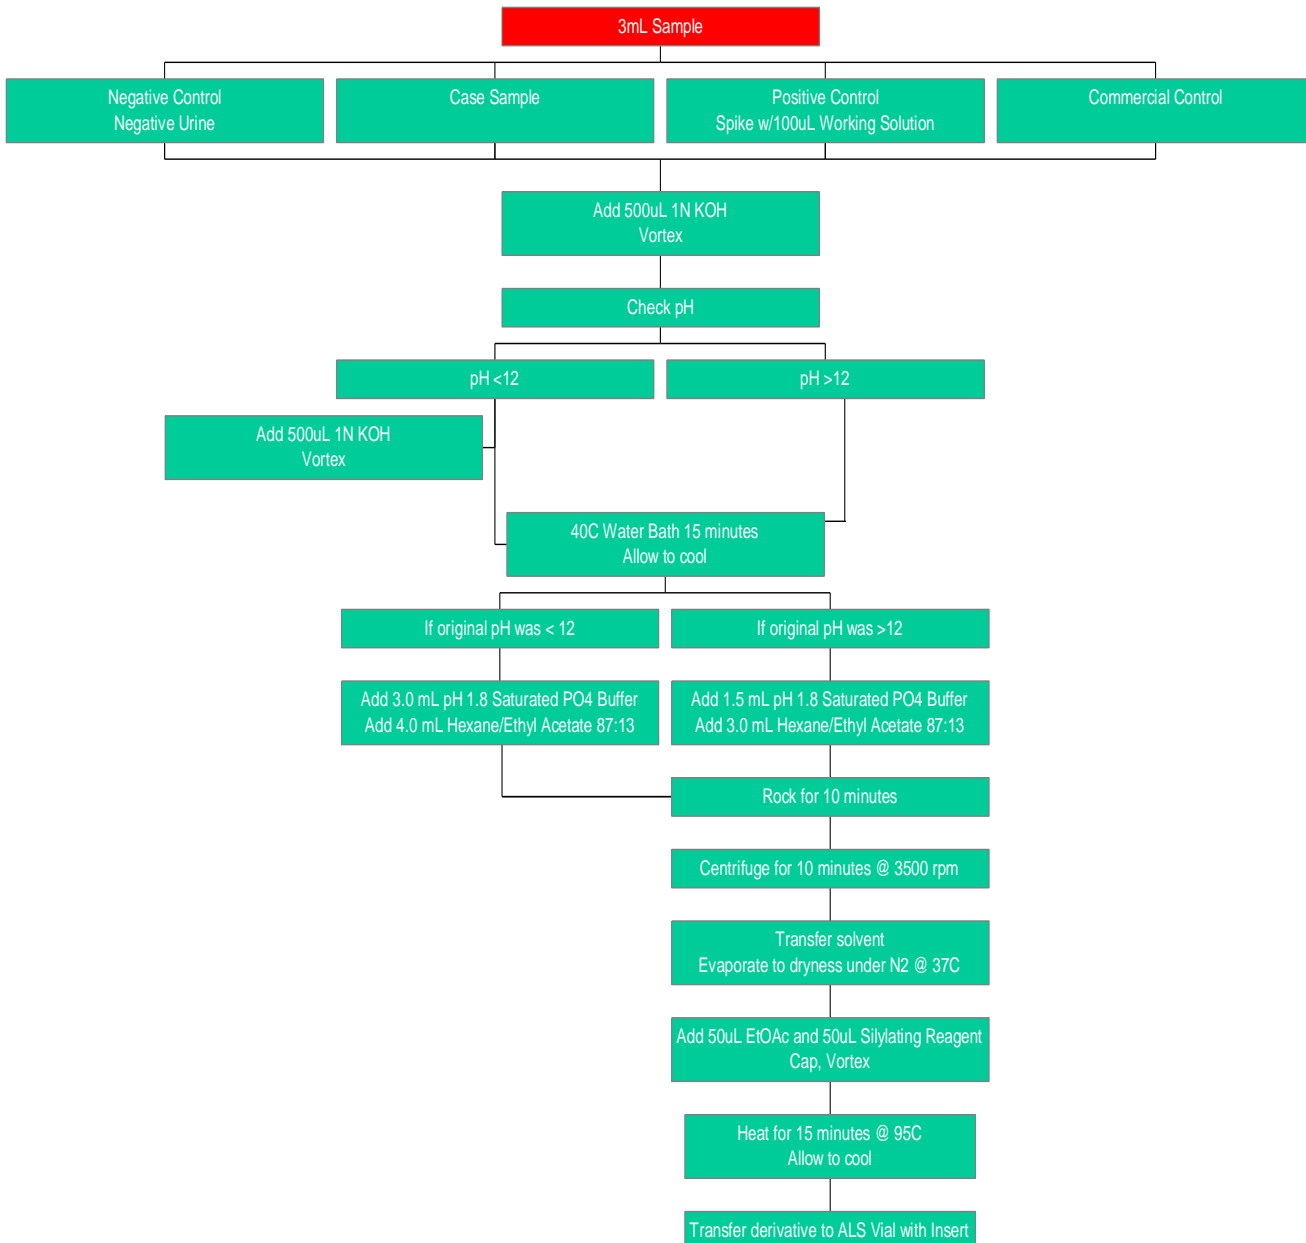 3mL Sample
Negative Control
Negative Urine
Case Sample
Positive Control
Spike w/100uL Working Solution
Commercial Control
Add 500uL 1N KOH
Vortex
Check pH
pH <12
pH >12
Add 500uL 1N KOH
Vortex
40C Water Bath 15 minutes
Allow to cool
If original pH was < 12
If original pH was >12
Add 3.0 mL pH 1.8 Saturated PO4 Buffer
Add 4.0 mL Hexane/Ethyl Acetate 87:13
Add 1.5 mL pH 1.8 Saturated PO4 Buffer
Add 3.0 mL Hexane/Ethyl Acetate 87:13
Rock for 10 minutes
Centrifuge for 10 minutes @ 3500 rpm
Transfer solvent
Evaporate to dryness under N2 @ 37C
Add 50uL EtOAc and 50uL Silylating Reagent
Cap, Vortex
Heat for 15 minutes @ 95C
Allow to cool
Transfer derivative to ALS Vial with Insert